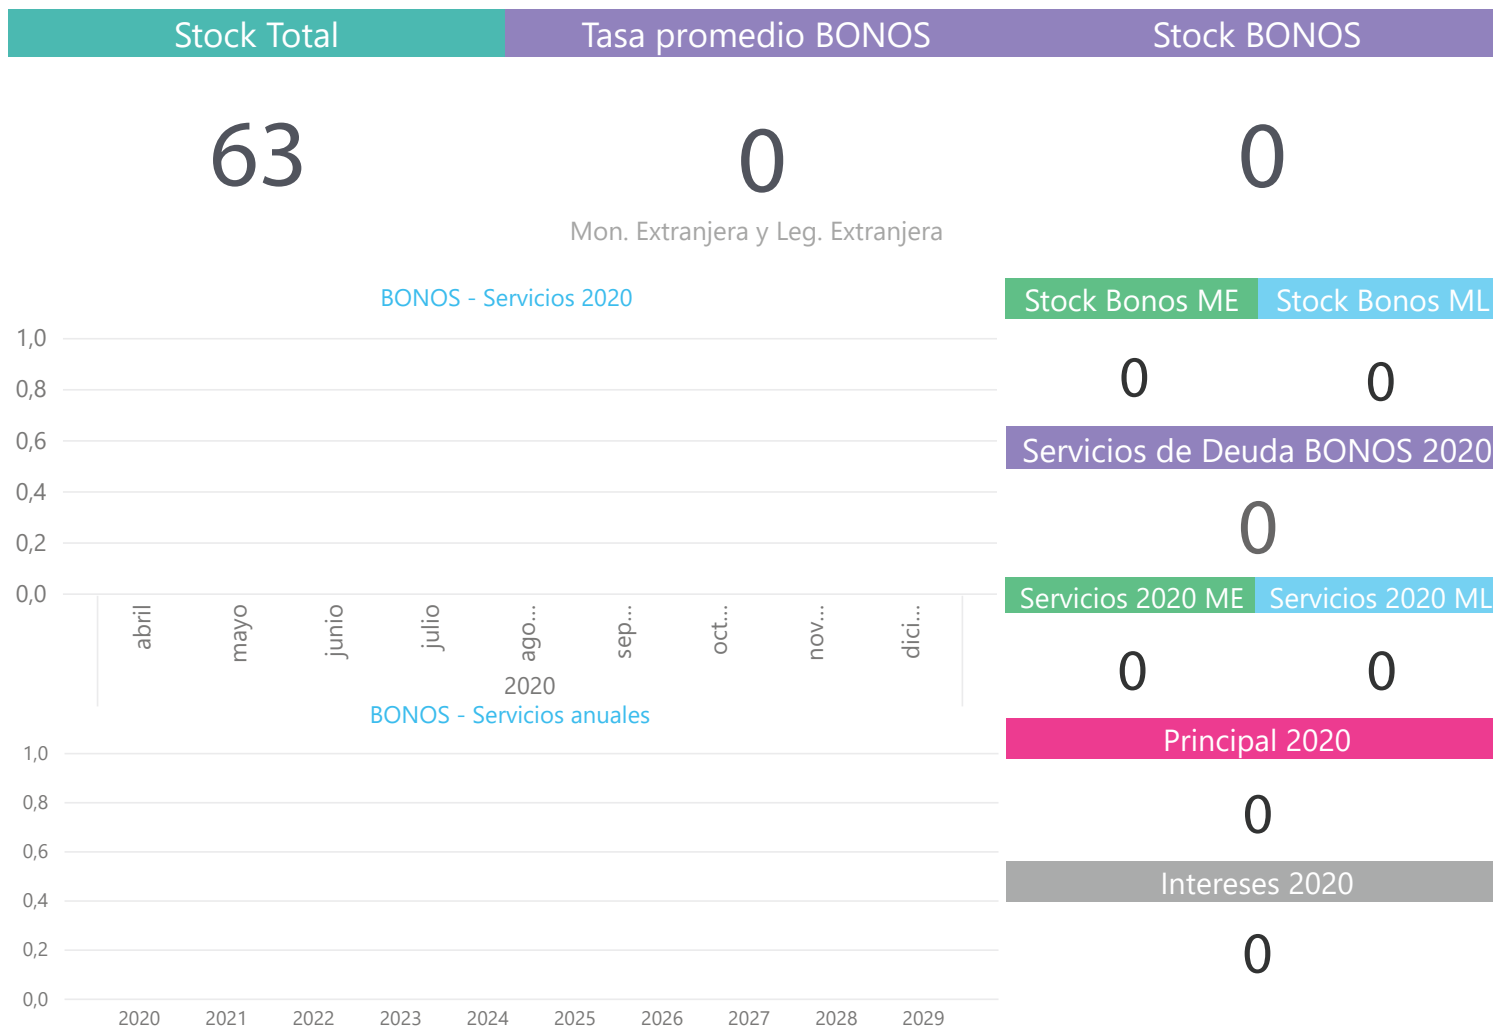 Stock Total
Tasa promedio BONOS
Stock BONOS
63
0
0
Mon. Extranjera y Leg. Extranjera
BONOS - Servicios 2020
1,0
0,8
0,6
0,4
0,2
0,0
abril
mayo
junio
julio
ago...
sep...
oct...
nov...
dici...
2020
BONOS - Servicios anuales
1,0
0,8
0,6
0,4
0,2
0,0
2020 2021 2022 2023 2024 2025 2026 2027 2028 2029
Stock Bonos ME
Stock Bonos ML
0
0
Servicios de Deuda BONOS 2020
0
Servicios 2020 ME
Servicios 2020 ML
0
0
Principal 2020
0
Intereses 2020
0